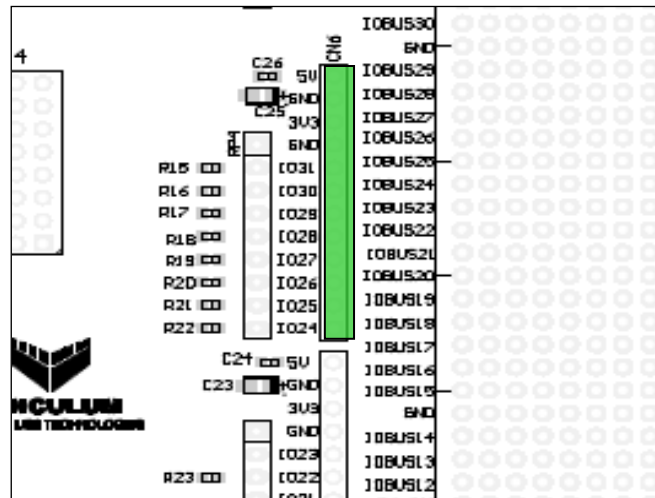 4
C26
5V
C25
GND
3V3
GND
R15
IO31
R16
IO30
R17
IO29
R18
IO28
R19
IO27
R20
IO26
R21
IO25
R22
IO24
C24
5V
C23
GND
3V3
GND
IO23
R23
IO22
CN6
IOBUS30
GND
IOBUS29
IOBUS28
IOBUS27
IOBUS26
IOBUS25
IOBUS24
IOBUS23
IOBUS22
IOBUS21
IOBUS20
IOBUS19
IOBUS18
IOBUS17
IOBUS16
IOBUS15
GND
IOBUS14
IOBUS13
IOBUS12
NCULUM
TECHNOLOGIES